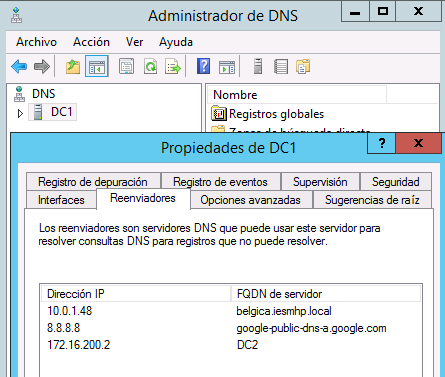 Administrador de DNS
Archivo Acción Ver Ayuda
DNS
DC1
Nombre
Registros globales
Zonas de búsqueda directa
Propiedades de DC1
Registro de depuración Registro de eventos Supervisión Seguridad
Interfaces Reenviadores Opciones avanzadas Sugerencias de raíz
Los reenviadores son servidores DNS que puede usar este servidor para
resolver consultas DNS para registros que no puede resolver.
Dirección IP FQDN de servidor
10.0.1.48 belgica.iesmhp.local
8.8.8.8 google-public-dns-a.google.com
172.16.200.2 DC2